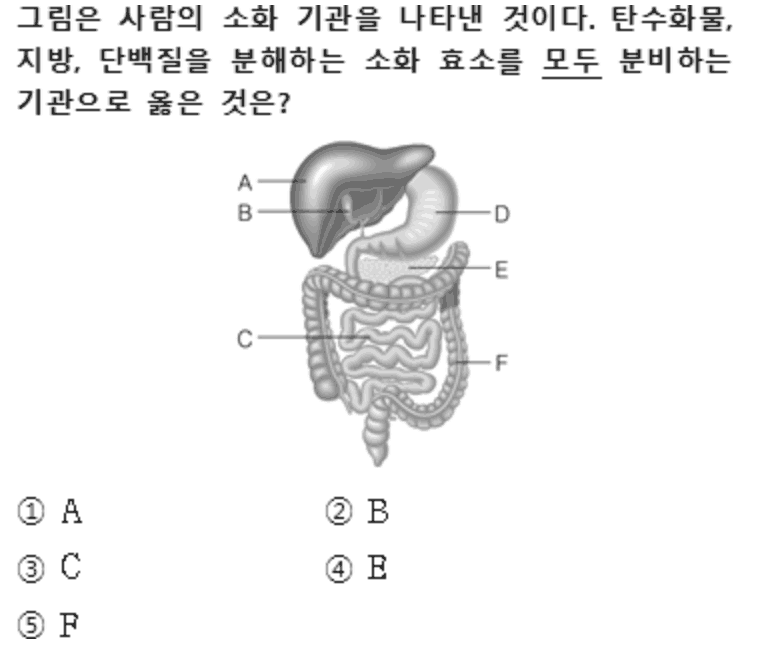 그림은 사람의 소화 기관을 나타낸 것이다. 탄수화물,
지방, 단백질을 분해하는 소화 효소를 모두 분비하는
기관으로 옳은 것은?
A
B
D
E
C
F
① A ② B
③ C ④ E
⑤ F